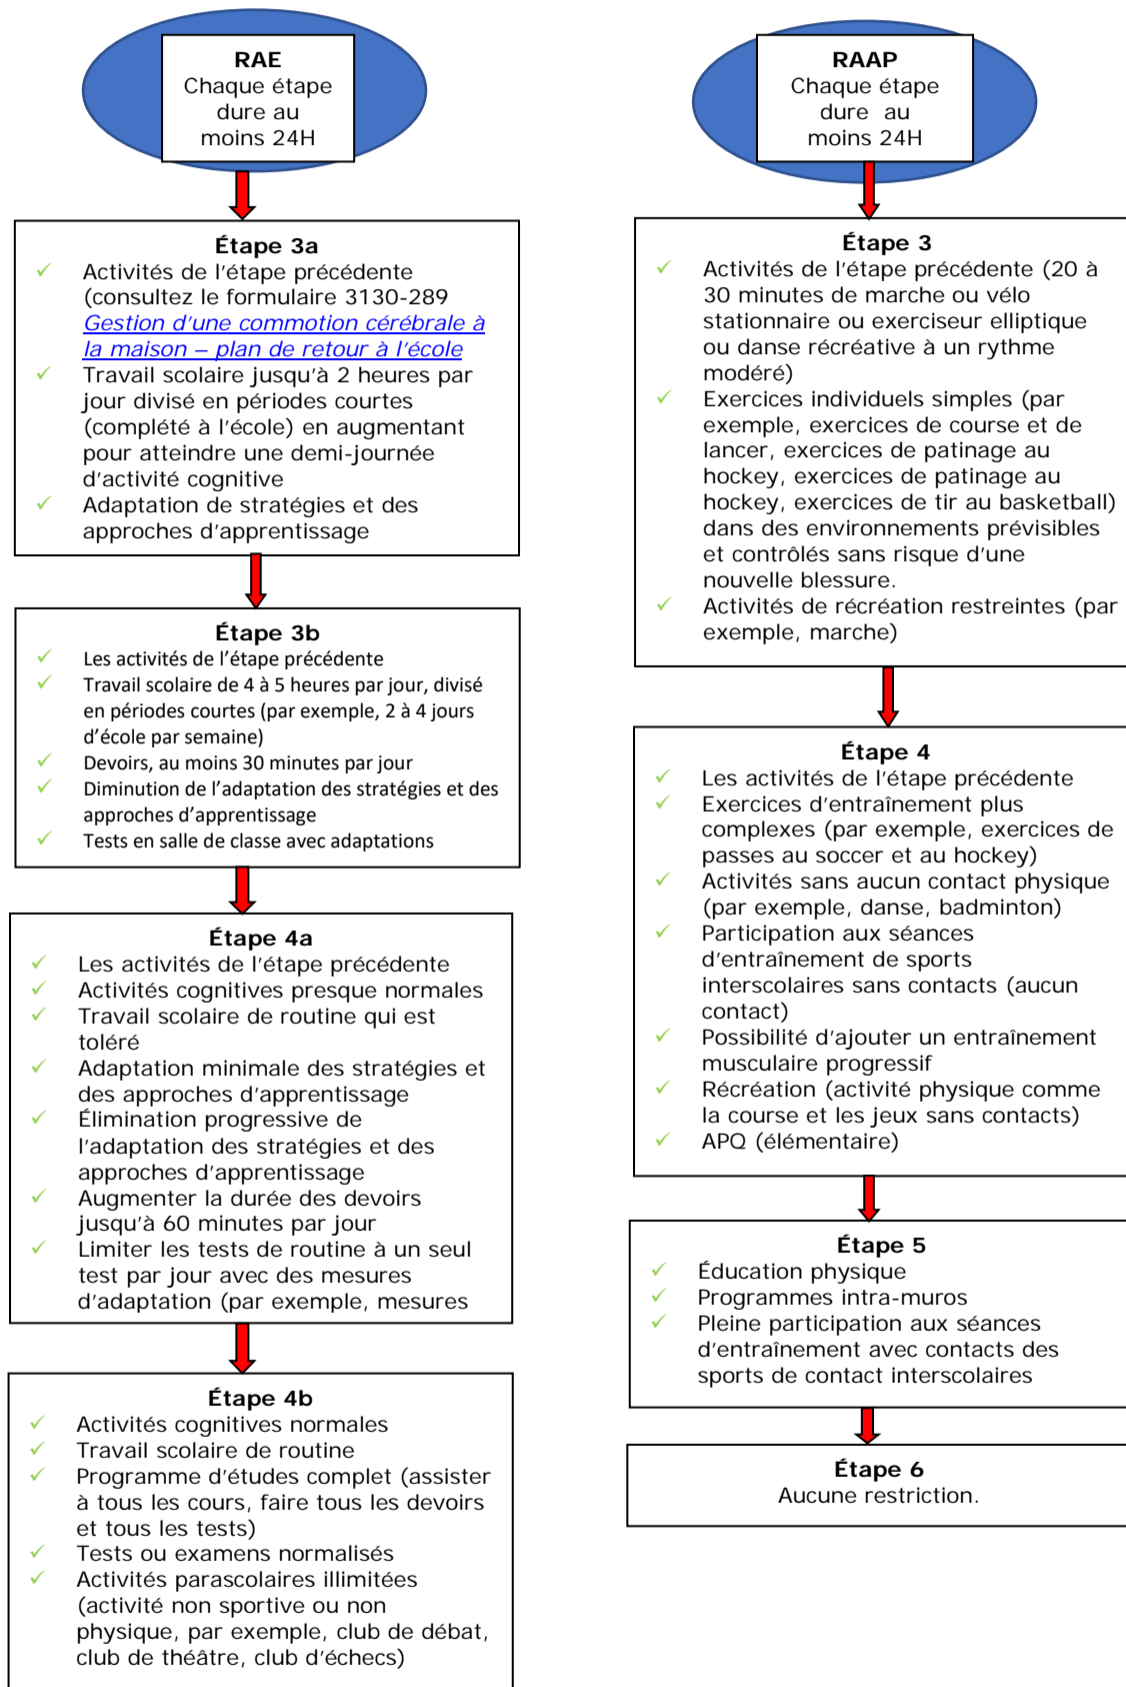 RAE
Chaque étape
dure au
moins 24H
Étape 3a
✓ Activités de l'étape précédente
(consultez le formulaire 3130-289
Gestion d'une commotion cérébrale à
la maison – plan de retour à l'école
✓ Travail scolaire jusqu'à 2 heures par
jour divisé en périodes courtes
(complété à l'école) en augmentant
pour atteindre une demi-journée
d'activité cognitive
✓ Adaptation de stratégies et des
approches d'apprentissage
Étape 3b
✓ Les activités de l'étape précédente
✓ Travail scolaire de 4 à 5 heures par jour, divisé
en périodes courtes (par exemple, 2 à 4 jours
d'école par semaine)
✓ Devoirs, au moins 30 minutes par jour
✓ Diminution de l'adaptation des stratégies et des
approches d'apprentissage
✓ Tests en salle de classe avec adaptations
Étape 4a
✓ Les activités de l'étape précédente
✓ Activités cognitives presque normales
✓ Travail scolaire de routine qui est
toléré
✓ Adaptation minimale des stratégies et
des approches d'apprentissage
✓ Élimination progressive de
l'adaptation des stratégies et des
approches d'apprentissage
✓ Augmenter la durée des devoirs
jusqu'à 60 minutes par jour
✓ Limiter les tests de routine à un seul
test par jour avec des mesures
d'adaptation (par exemple, mesures
Étape 4b
✓ Activités cognitives normales
✓ Travail scolaire de routine
✓ Programme d'études complet (assister
à tous les cours, faire tous les devoirs
et tous les tests)
✓ Tests ou examens normalisés
✓ Activités parascolaires illimitées
(activité non sportive ou non
physique, par exemple, club de débat,
club de théâtre, club d'échecs)
RAAP
Chaque étape
dure au
moins 24H
Étape 3
✓ Activités de l'étape précédente (20 à
30 minutes de marche ou vélo
stationnaire ou exerciseur elliptique
ou danse récréative à un rythme
modéré)
✓ Exercices individuels simples (par
exemple, exercices de course et de
lancer, exercices de patinage au
hockey, exercices de patinage au
hockey, exercices de tir au basketball)
dans des environnements prévisibles
et contrôlés sans risque d'une
nouvelle blessure.
✓ Activités de récréation restreintes (par
exemple, marche)
Étape 4
✓ Les activités de l'étape précédente
✓ Exercices d'entraînement plus
complexes (par exemple, exercices de
passes au soccer et au hockey)
✓ Activités sans aucun contact physique
(par exemple, danse, badminton)
✓ Participation aux séances
d'entraînement de sports
interscolaires sans contacts (aucun
contact)
✓ Possibilité d'ajouter un entraînement
musculaire progressif
✓ Récréation (activité physique comme
la course et les jeux sans contacts)
✓ APQ (élémentaire)
Étape 5
✓ Éducation physique
✓ Programmes intra-muros
✓ Pleine participation aux séances
d'entraînement avec contacts des
sports de contact interscolaires
Étape 6
Aucune restriction.